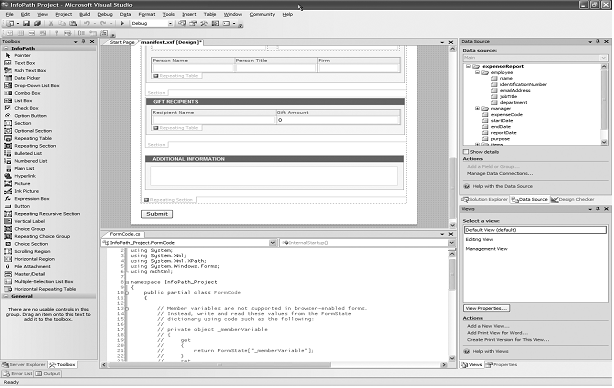 InfoPath Project - Microsoft Visual Studio
File Edit View Project Build Debug Data Format Tools Insert Table Window Community Help
Debug
Toolbox
InfoPath
Pointer
Text Box
Rich Text Box
Date Picker
Drop-Down List Box
Combo Box
List Box
Check Box
Option Button
Section
Optional Section
Repeating Table
Repeating Section
Bulleted List
Numbered List
Plain List
Hyperlink
Picture
Ink Picture
Expression Box
Button
Repeating Recursive Section
Vertical Label
Choice Group
Repeating Choice Group
Choice Section
Scrolling Region
Horizontal Region
File Attachment
Master/Detail
Multiple-Selection List Box
Horizontal Repeating Table
General
There are no usable controls in this
group. Drag an item onto this text to
add it to the toolbox.
Server Explorer Toolbox
Error List Output
Ready
Start Page manifest.xsf [Design]*
Person Name Person Title Firm
Repeating Table
Section
GIFT RECIPIENTS
Recipient Name Gift Amount
0
Repeating Table
Section
ADDITIONAL INFORMATION
Repeating Section
Submit
FormCode.cs
InfoPath_Project.FormCode InternalStartup()
2 using System;
using System.Xml;
using System.Xml.XPath;
using System.Windows.Forms;
using mshtml;
namespace InfoPath_Project
{
public partial class FormCode
{
// Member variables are not supported in browser-enabled forms.
// Instead, write and read these values from the FormState
// dictionary using code such as the following:
//
// private object _memberVariable
// {
// get
// {
// return FormState["_memberVariable"];
// }
// set
Data Source
Data source:
Main
expenseReport
employee
name
identificationNumber
emailAddress
jobTitle
department
manager
expenseCode
startDate
endDate
reportDate
purpose
items
Show details
Actions
Add a Field or Group...
Manage Data Connections...
Help with the Data Source
Solution Explorer Data Source Design Checker
Views
Select a view:
Default View (default)
Editing View
Management View
View Properties...
Actions
Add a New View...
Add Print View for Word...
Create Print Version for This View...
Help with Views
Views Properties